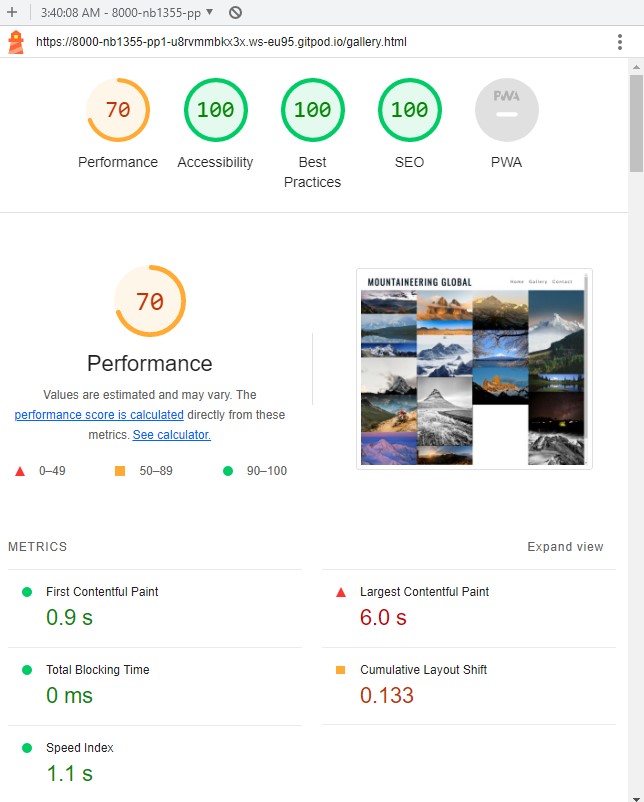 3:40:08 AM - 8000-nb1355-pp
https://8000-nb1355-pp1-u8rvmmbkx3x.ws-eu95.gitpod.io/gallery.html
70
100
100
100
PWA
Performance
Accessibility
Best
Practices
SEO
PWA
70
Performance
Values are estimated and may vary. The
performance score is calculated directly from these
metrics. See calculator.
0–49
50–89
90–100
MOUNTAINEERING GLOBAL
Home Gallery Contact
METRICS
Expand view
First Contentful Paint
0.9 s
Largest Contentful Paint
6.0 s
Total Blocking Time
0 ms
Cumulative Layout Shift
0.133
Speed Index
1.1 s